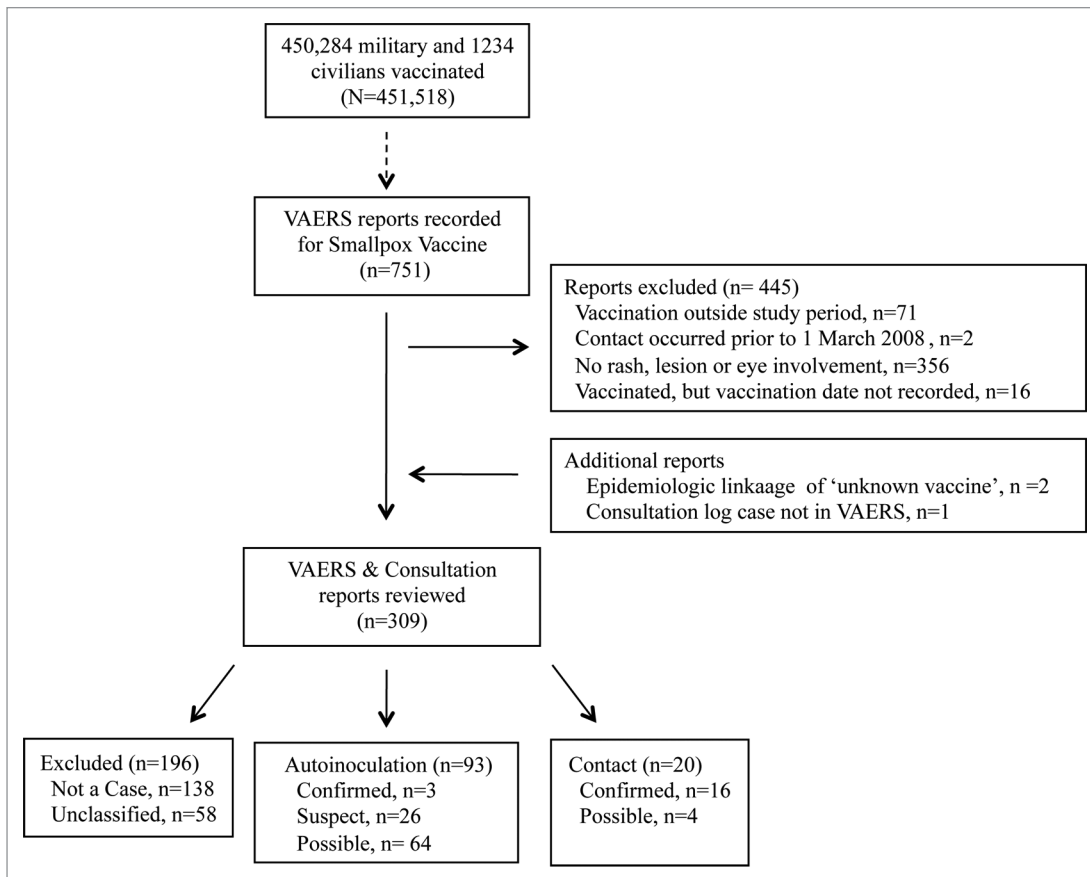 450,284 military and 1234
civilians vaccinated
(N=451,518)
VAERS reports recorded
for Smallpox Vaccine
(n=751)
Reports excluded (n= 445)
Vaccination outside study period, n=71
Contact occurred prior to 1 March 2008 , n=2
No rash, lesion or eye involvement, n=356
Vaccinated, but vaccination date not recorded, n=16
Additional reports
Epidemiologic linkaage of ‘unknown vaccine’, n =2
Consultation log case not in VAERS, n=1
VAERS & Consultation
reports reviewed
(n=309)
Excluded (n=196)
Not a Case, n=138
Unclassified, n=58
Autoinoculation (n=93)
Confirmed, n=3
Suspect, n=26
Possible, n= 64
Contact (n=20)
Confirmed, n=16
Possible, n=4